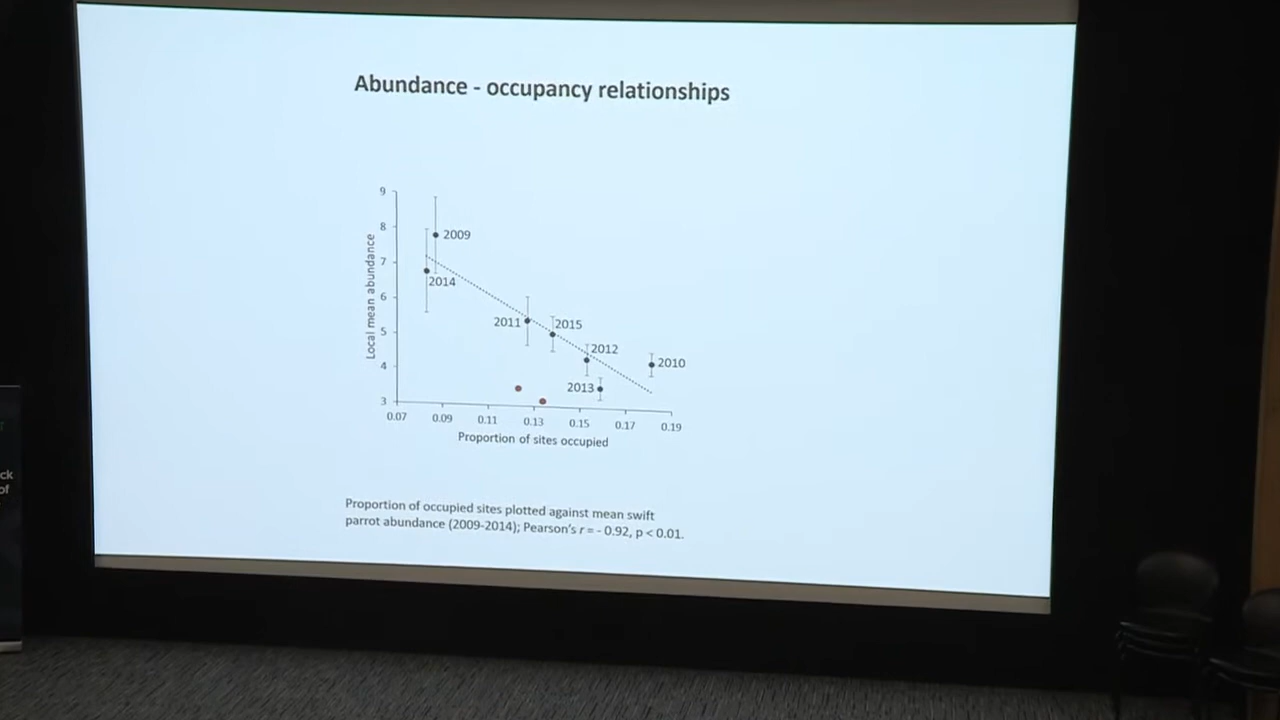 Abundance - occupancy relationships
9
8
7
6
5
4
3
Local mean abundance
2009
2014
2011
2015
2012
2013
2010
0.07 0.09 0.11 0.13 0.15 0.17 0.19
Proportion of sites occupied
Proportion of occupied sites plotted against mean swift
parrot abundance (2009-2014); Pearson's r = - 0.92, p < 0.01.
ck
of